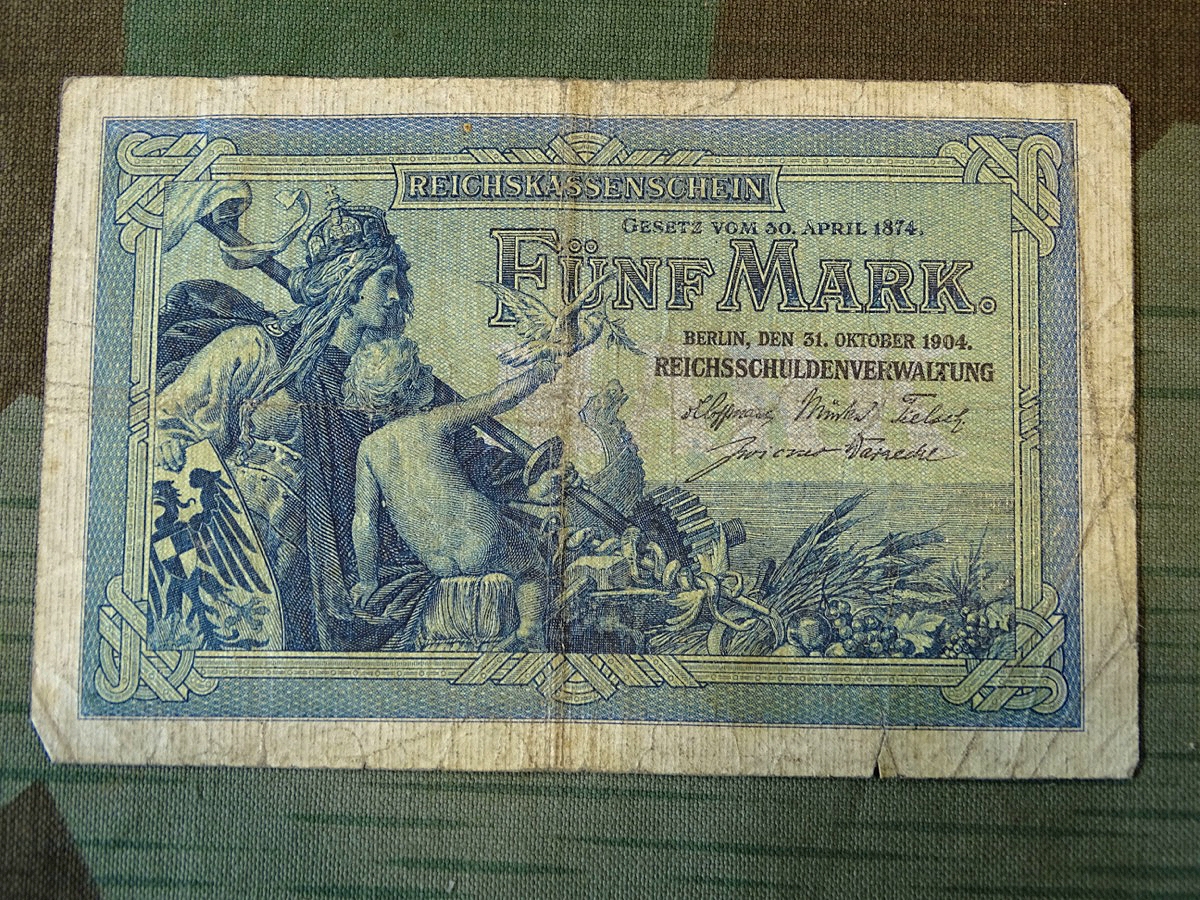 REICHSKASSENSCHEIN
GESETZ VOM 30. APRIL 1874.
FÜNF MARK.
BERLIN, DEN 31. OKTOBER 1904.
REICHSSCHULDENVERWALTUNG